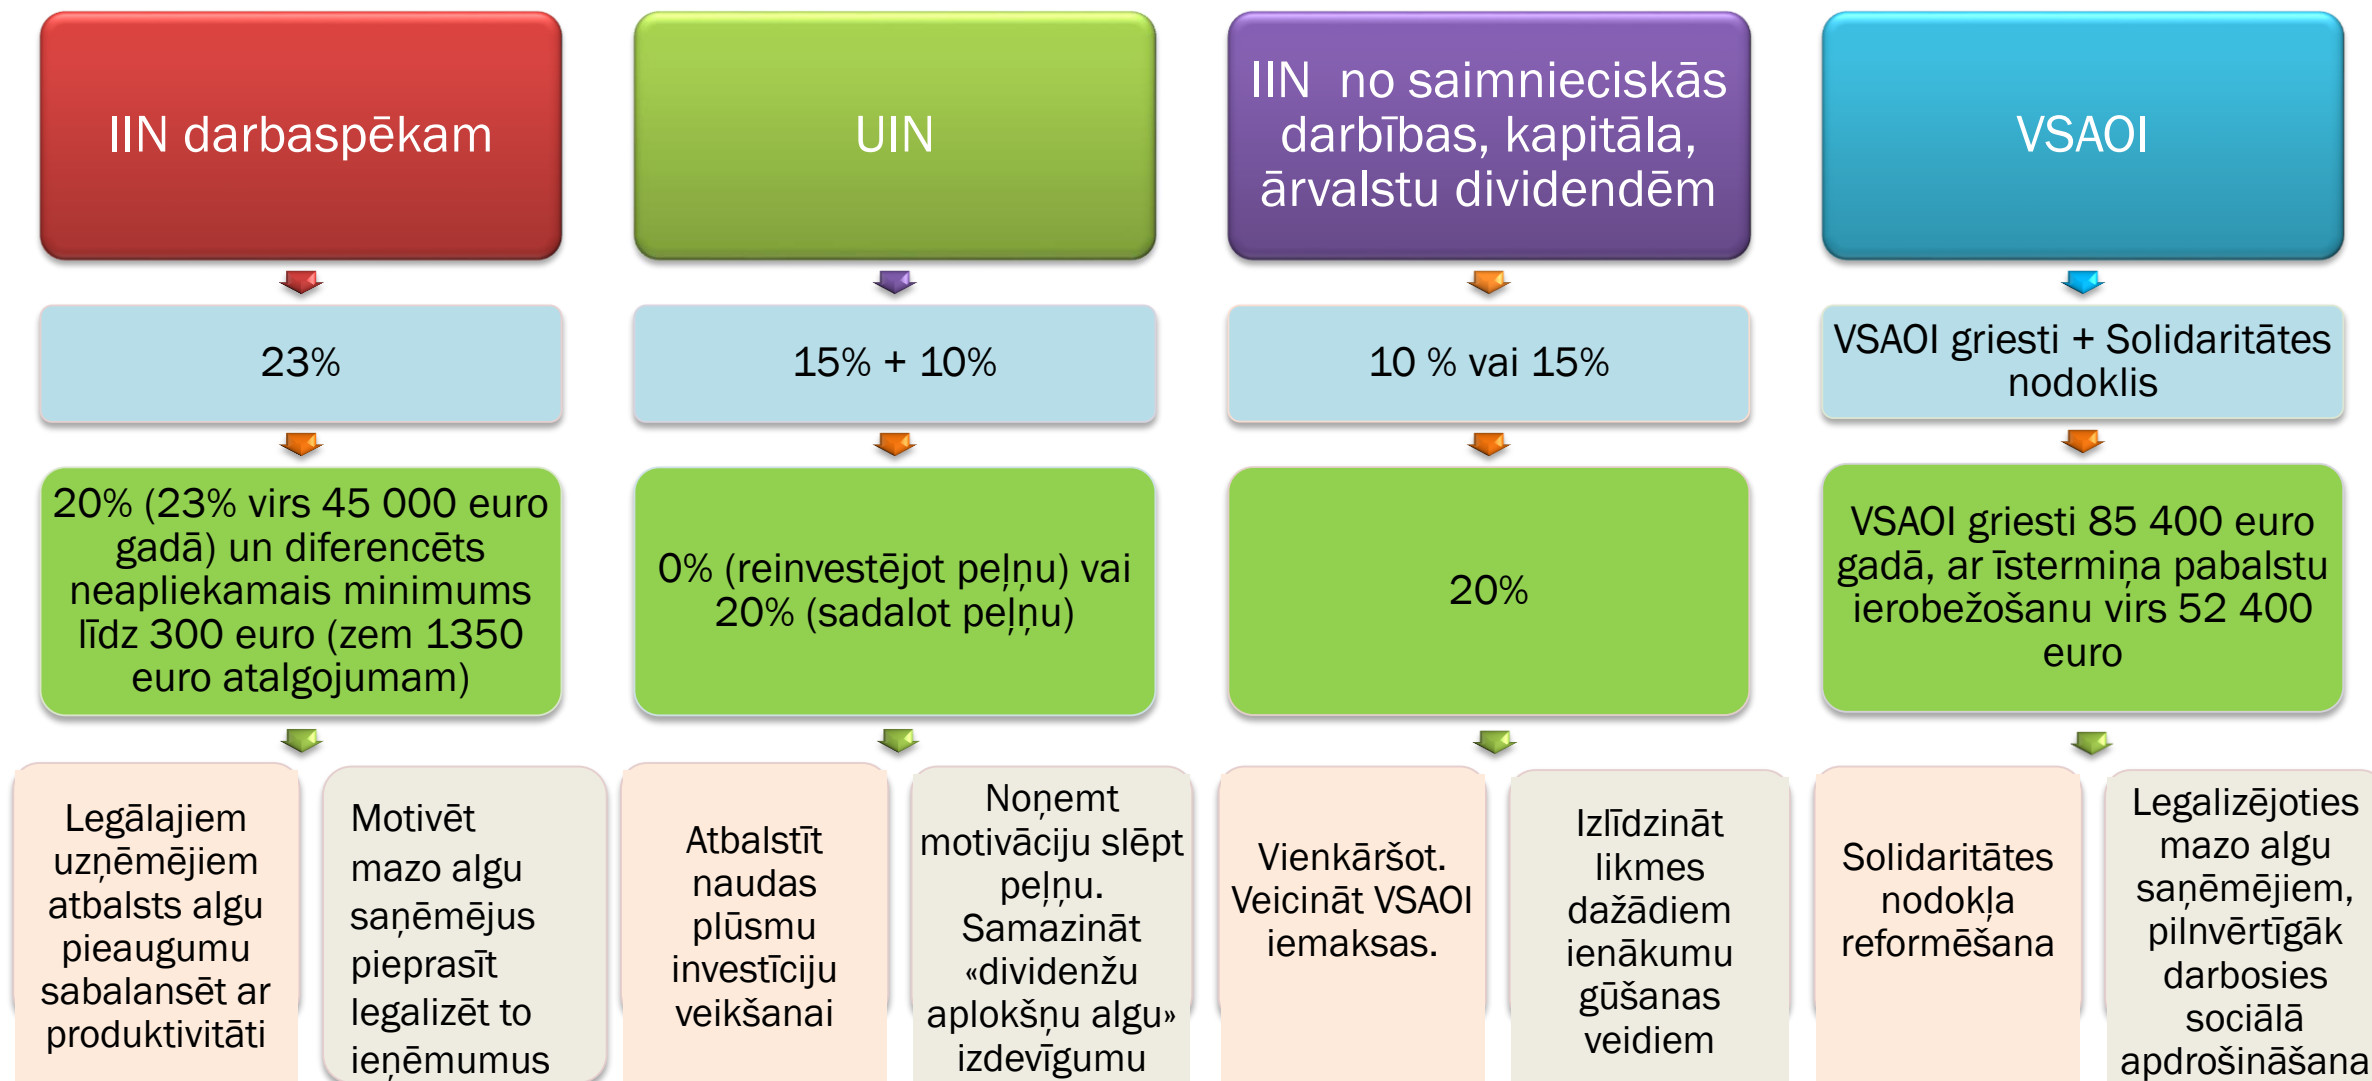 IIN darbaspēkam
UIN
IIN no saimnieciskās
darbības, kapitāla,
ārvalstu dividendēm
VSAOI
23%
15% + 10%
10 % vai 15%
VSAOI griesti + Solidaritātes
nodoklis
20% (23% virs 45 000 euro
gadā) un diferencēts
neapliekamais minimums
līdz 300 euro (zem 1350
euro atalgojumam)
0% (reinvestējot peļņu) vai
20% (sadalot peļņu)
20%
VSAOI griesti 85 400 euro
gadā, ar īstermiņa pabalstu
ierobežošanu virs 52 400
euro
Legālajiem
uzņēmējiem
atbalsts algu
pieaugumu
sabalansēt ar
produktivitāti
Motivēt
mazo algu
saņēmējus
pieprasīt
legalizēt to
ieņēmumus
Atbalstīt
naudas
plūsmu
investīciju
veikšanai
Noņemt
motivāciju slēpt
peļņu.
Samazināt
«dividenžu
aplokšņu algu»
izdevīgumu
Vienkāršot.
Veicināt VSAOI
iemaksas.
Izlīdzināt
likmes
dažādiem
ienākumu
gūšanas
veidiem
Solidaritātes
nodokļa
reformēšana
Legalizējoties
mazo algu
saņēmējiem,
pilnvērtīgāk
darbosies
sociālā
apdrošināšana